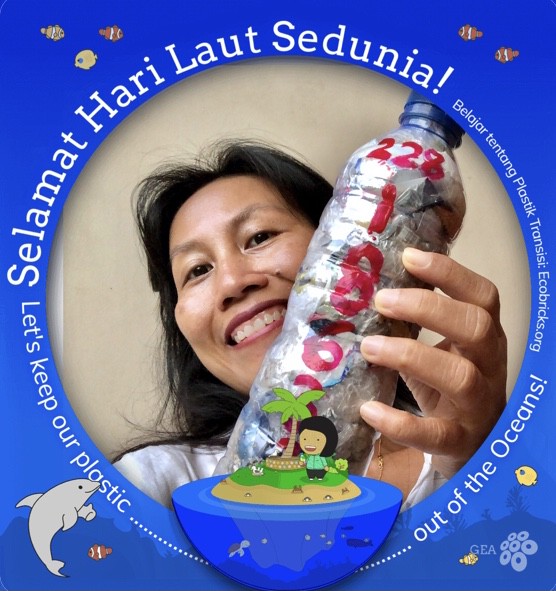 Selamat Hari Laut Sedunia!
Belajar tentang Plastik Transisi: Ecobricks.org
Let's keep our plastic ......
...... out of the Oceans!
228
GEA